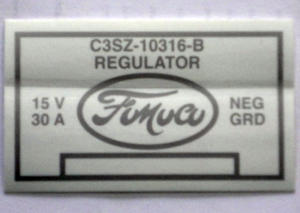 C3SZ-10316-B
REGULATOR
15 V
30 A
FoMoCo
NEG
GRD